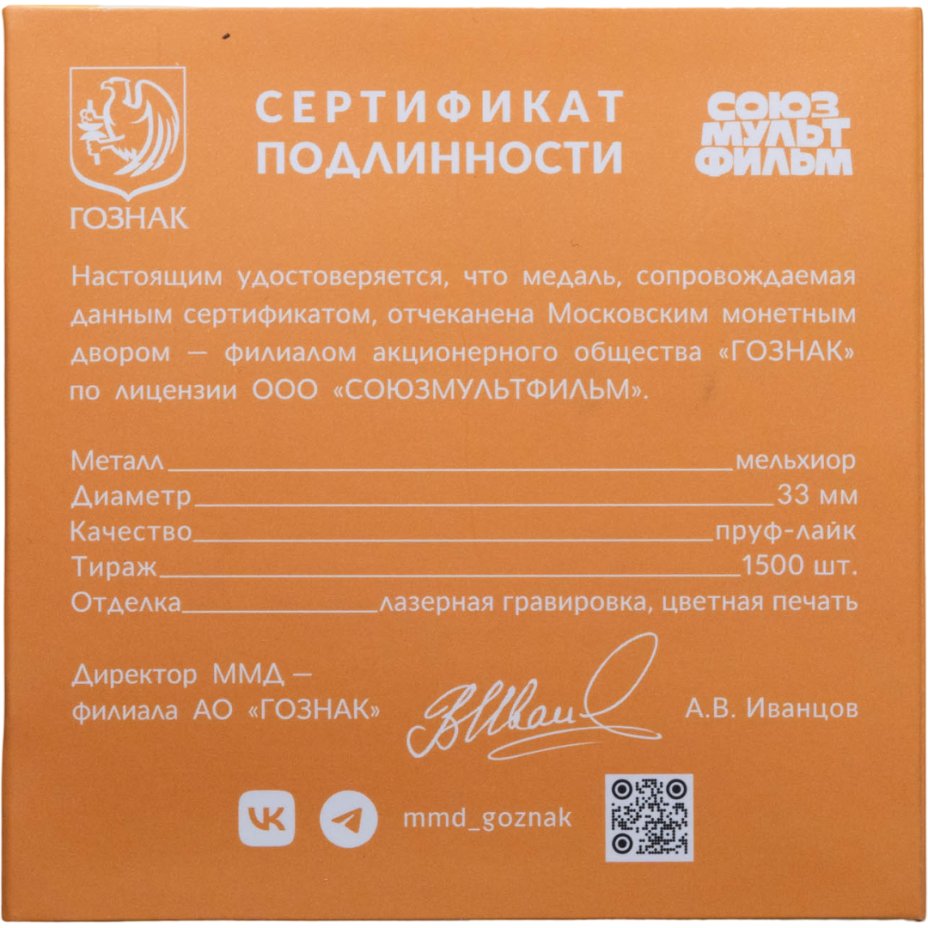 СЕРТИФИКАТ
ПОДЛИННОСТИ
ГОЗНАК
СОЮЗ
МУЛЬТ
ФИЛЬМ
Настоящим удостоверяется, что медаль, сопровождаемая
данным сертификатом, отчеканена Московским монетным
двором — филиалом акционерного общества «ГОЗНАК»
по лицензии ООО «СОЮЗМУЛЬТФИЛЬМ».
Металл мельхиор
Диаметр 33 мм
Качество пруф-лайк
Тираж 1500 шт.
Отделка лазерная гравировка, цветная печать
Директор ММД —
филиала АО «ГОЗНАК» А.В. Иванцов
mmd_goznak